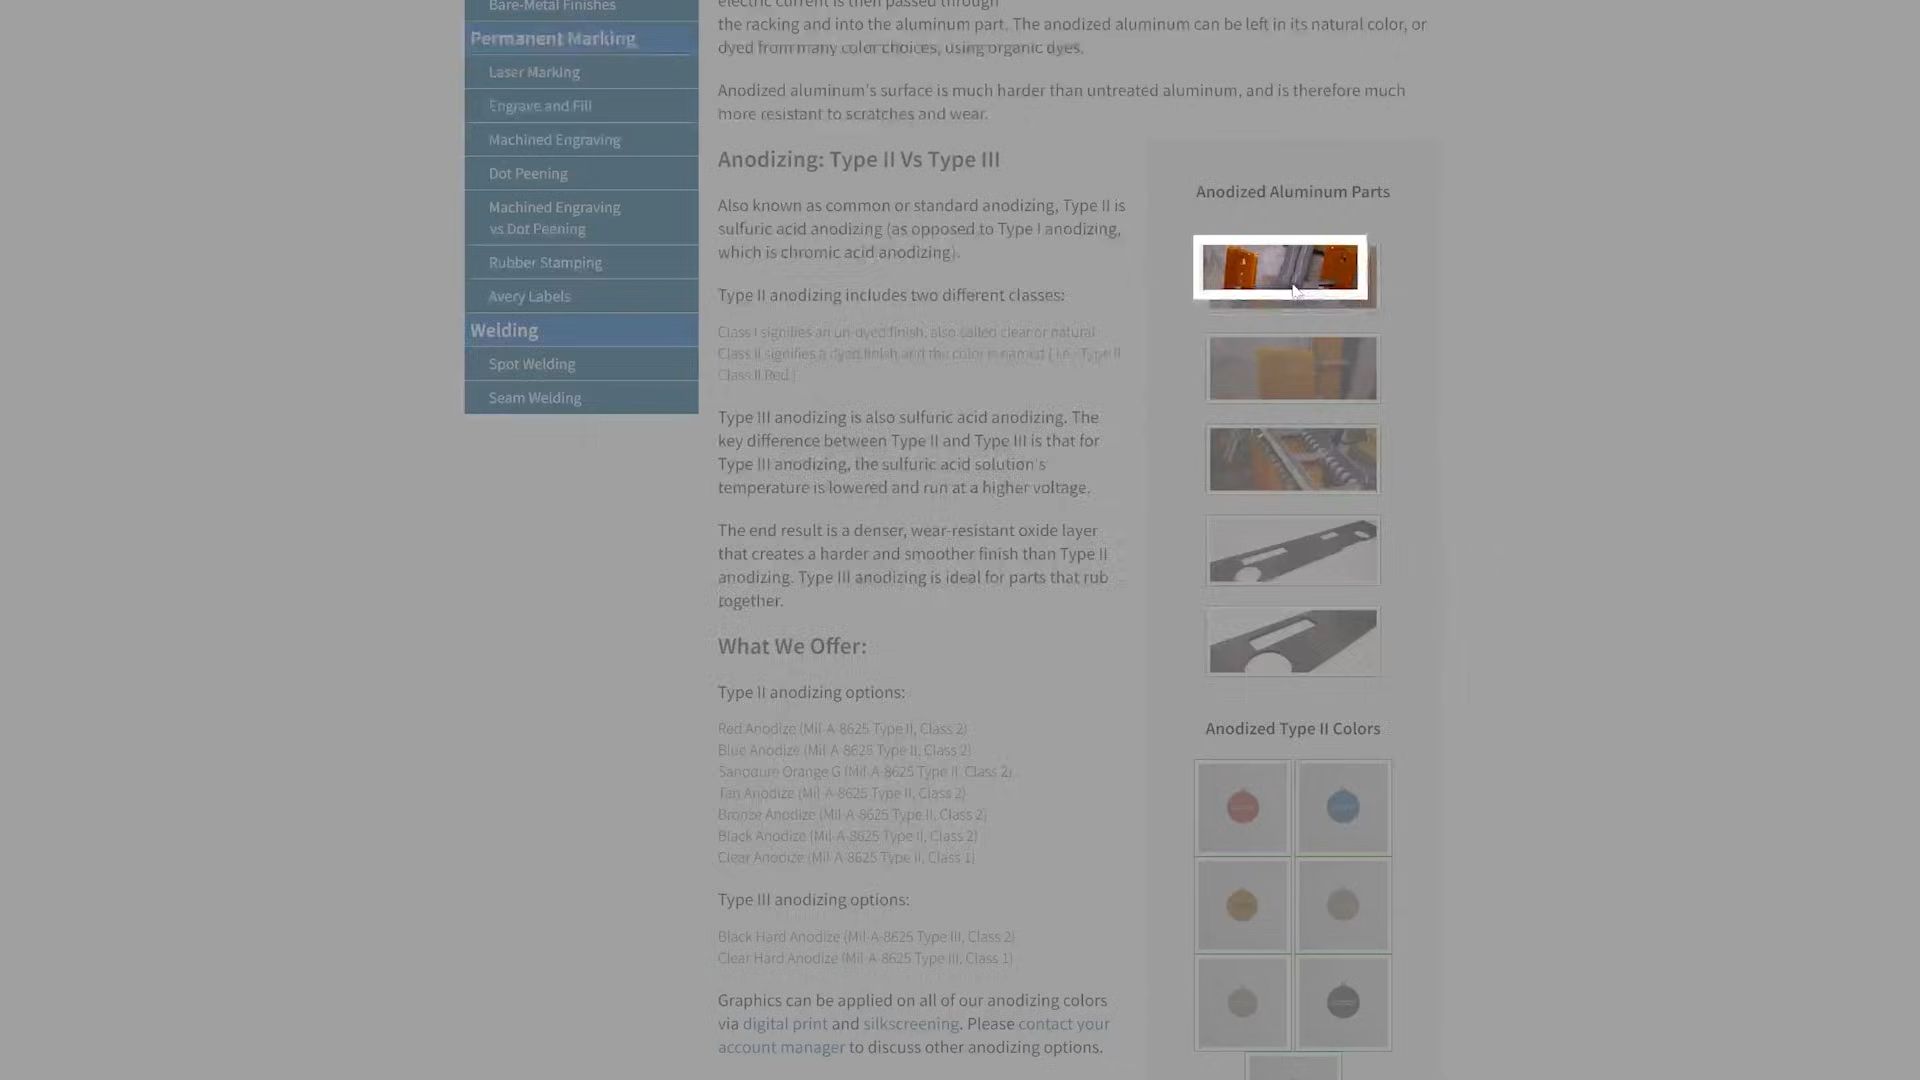 Bare-Metal Finishes
Permanent Marking
Laser Marking
Engrave and Fill
Machined Engraving
Dot Peening
Machined Engraving
vs Dot Peening
Rubber Stamping
Avery Labels
Welding
Spot Welding
Seam Welding
electric current is then passed through
the racking and into the aluminum part. The anodized aluminum can be left in its natural color, or
dyed from many color choices, using organic dyes.
Anodized aluminum's surface is much harder than untreated aluminum, and is therefore much
more resistant to scratches and wear.
Anodizing: Type II Vs Type III
Also known as common or standard anodizing, Type II is
sulfuric acid anodizing (as opposed to Type I anodizing,
which is chromic acid anodizing).
Type II anodizing includes two different classes:
Class I signifies an un-dyed finish, also called clear or natural
Class II signifies a dyed finish and the color is named ( i.e., Type II
Class II Red )
Type III anodizing is also sulfuric acid anodizing. The
key difference between Type II and Type III is that for
Type III anodizing, the sulfuric acid solution's
temperature is lowered and run at a higher voltage.
The end result is a denser, wear-resistant oxide layer
that creates a harder and smoother finish than Type II
anodizing. Type III anodizing is ideal for parts that rub
together.
What We Offer:
Type II anodizing options:
Red Anodize (Mil-A-8625 Type II, Class 2)
Blue Anodize (Mil-A-8625 Type II, Class 2)
Sanodure Orange G (Mil-A-8625 Type II, Class 2)
Tan Anodize (Mil-A-8625 Type II, Class 2)
Bronze Anodize (Mil-A-8625 Type II, Class 2)
Black Anodize (Mil-A-8625 Type II, Class 2)
Clear Anodize (Mil-A-8625 Type II, Class 1)
Type III anodizing options:
Black Hard Anodize (Mil-A-8625 Type III, Class 2)
Clear Hard Anodize (Mil-A-8625 Type III, Class 1)
Graphics can be applied on all of our anodizing colors
via digital print and silkscreening. Please contact your
account manager to discuss other anodizing options.
Anodized Aluminum Parts
Anodized Type II Colors